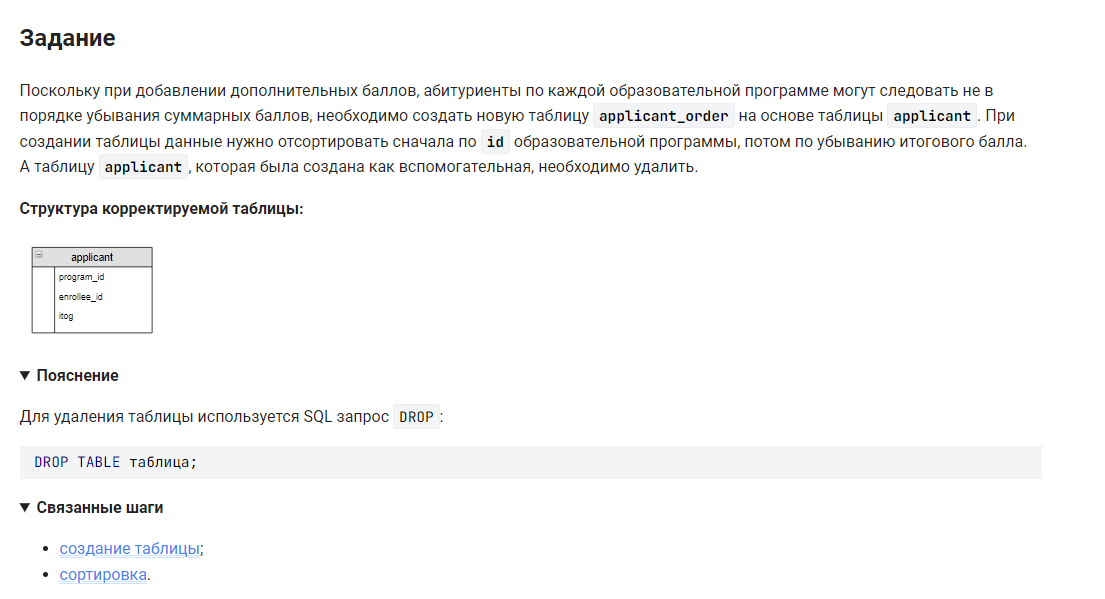 Задание
Поскольку при добавлении дополнительных баллов, абитуриенты по каждой образовательной программе могут следовать не в
порядке убывания суммарных баллов, необходимо создать новую таблицу applicant_order на основе таблицы applicant. При
создании таблицы данные нужно отсортировать сначала по id образовательной программы, потом по убыванию итогового балла.
А таблицу applicant, которая была создана как вспомогательная, необходимо удалить.
Структура корректируемой таблицы:
applicant
program_id
enrollee_id
itog
Пояснение
Для удаления таблицы используется SQL запрос DROP:
DROP TABLE таблица;
Связанные шаги
создание таблицы;
сортировка.